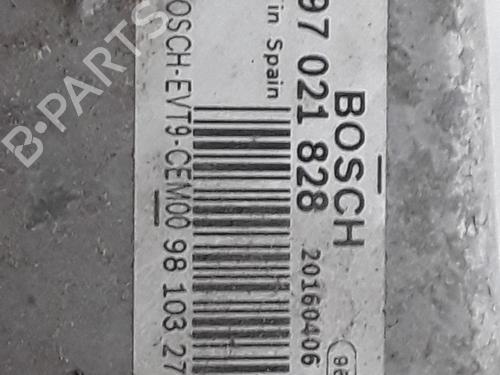 BOSCH
97 021 828
20160406
in Spain
BOSCH-EVT9-CEM00 98 103 27
B-PARTS